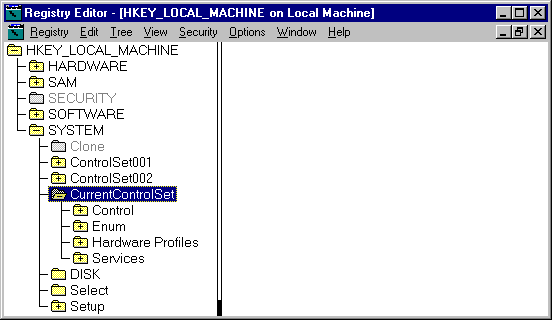 Registry Editor - [HKEY_LOCAL_MACHINE on Local Machine]
Registry Edit Tree View Security Options Window Help
HKEY_LOCAL_MACHINE
HARDWARE
SAM
SECURITY
SOFTWARE
SYSTEM
Clone
ControlSet001
ControlSet002
CurrentControlSet
Control
Enum
Hardware Profiles
Services
DISK
Select
Setup